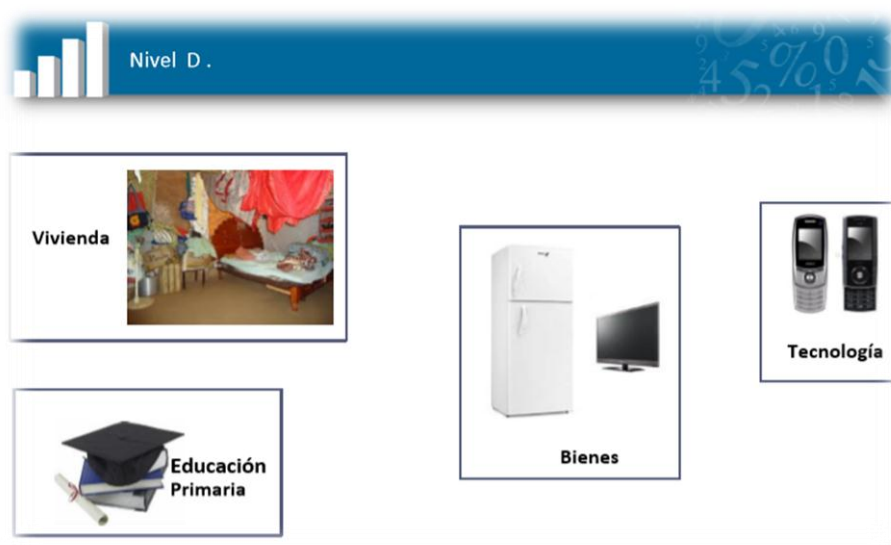 Nivel D .
Vivienda
Tecnología
Bienes
Educación
Primaria